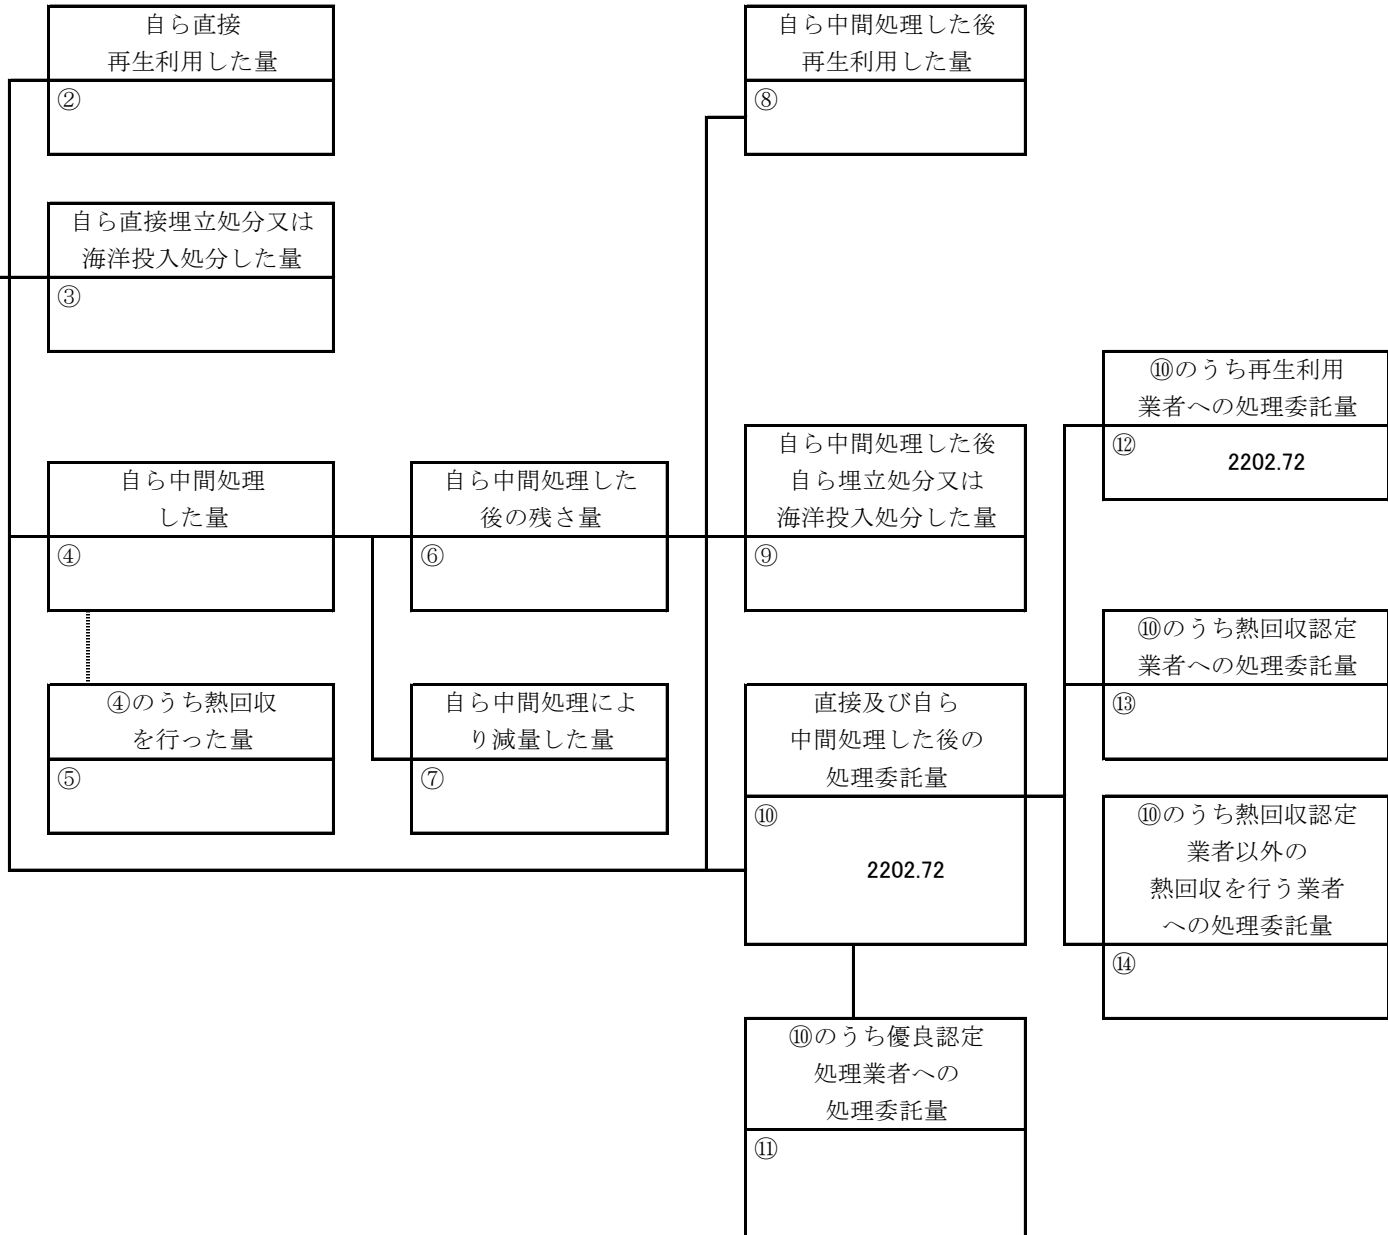 自ら直接
再生利用した量
②
自ら中間処理した後
再生利用した量
⑧
自ら直接埋立処分又は
海洋投入処分した量
③
⑩のうち再生利用
業者への処理委託量
⑫
2202.72
自ら中間処理
した量
④
自ら中間処理した
後の残さ量
⑥
自ら中間処理した後
自ら埋立処分又は
海洋投入処分した量
⑨
⑩のうち熱回収認定
業者への処理委託量
⑬
④のうち熱回収
を行った量
⑤
自ら中間処理によ
り減量した量
⑦
直接及び自ら
中間処理した後の
処理委託量
⑩
2202.72
⑩のうち熱回収認定
業者以外の
熱回収を行う業者
への処理委託量
⑭
⑩のうち優良認定
処理業者への
処理委託量
⑪